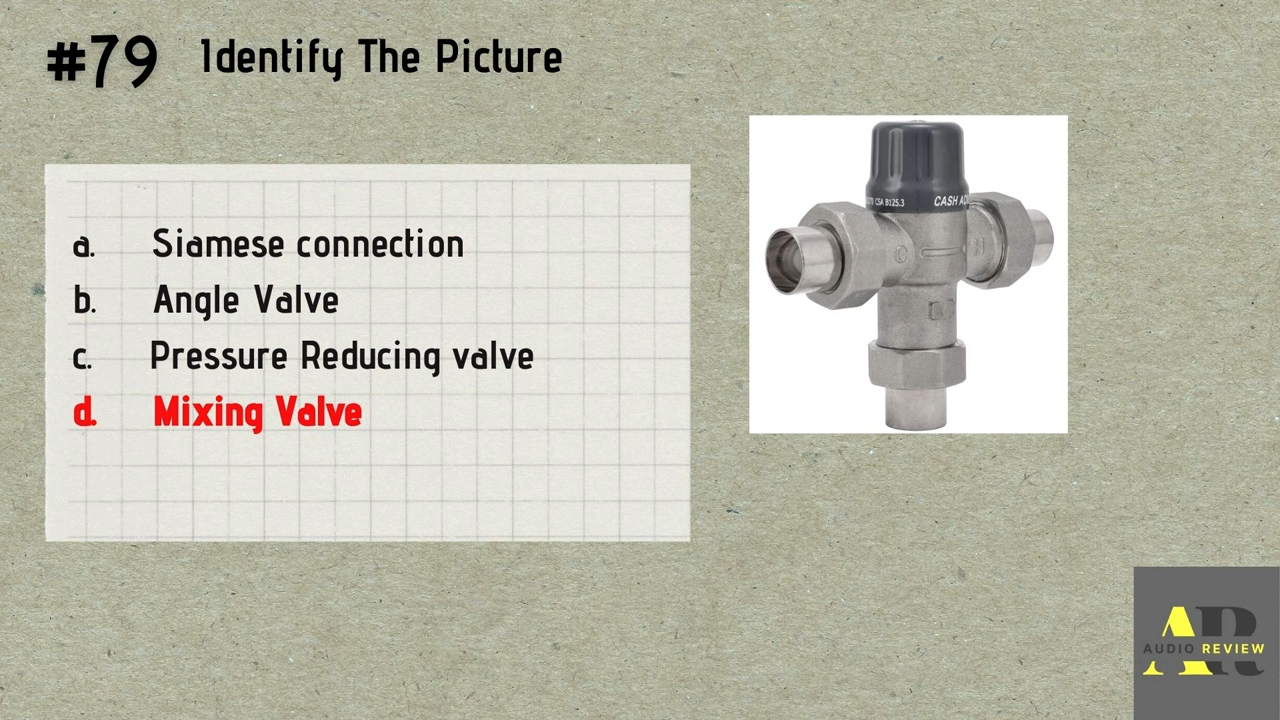 #79 Identify The Picture
a. Siamese connection
b. Angle Valve
c. Pressure Reducing valve
d. Mixing Valve
CSA B125.3
CASH
AR
AUDIO REVIEW